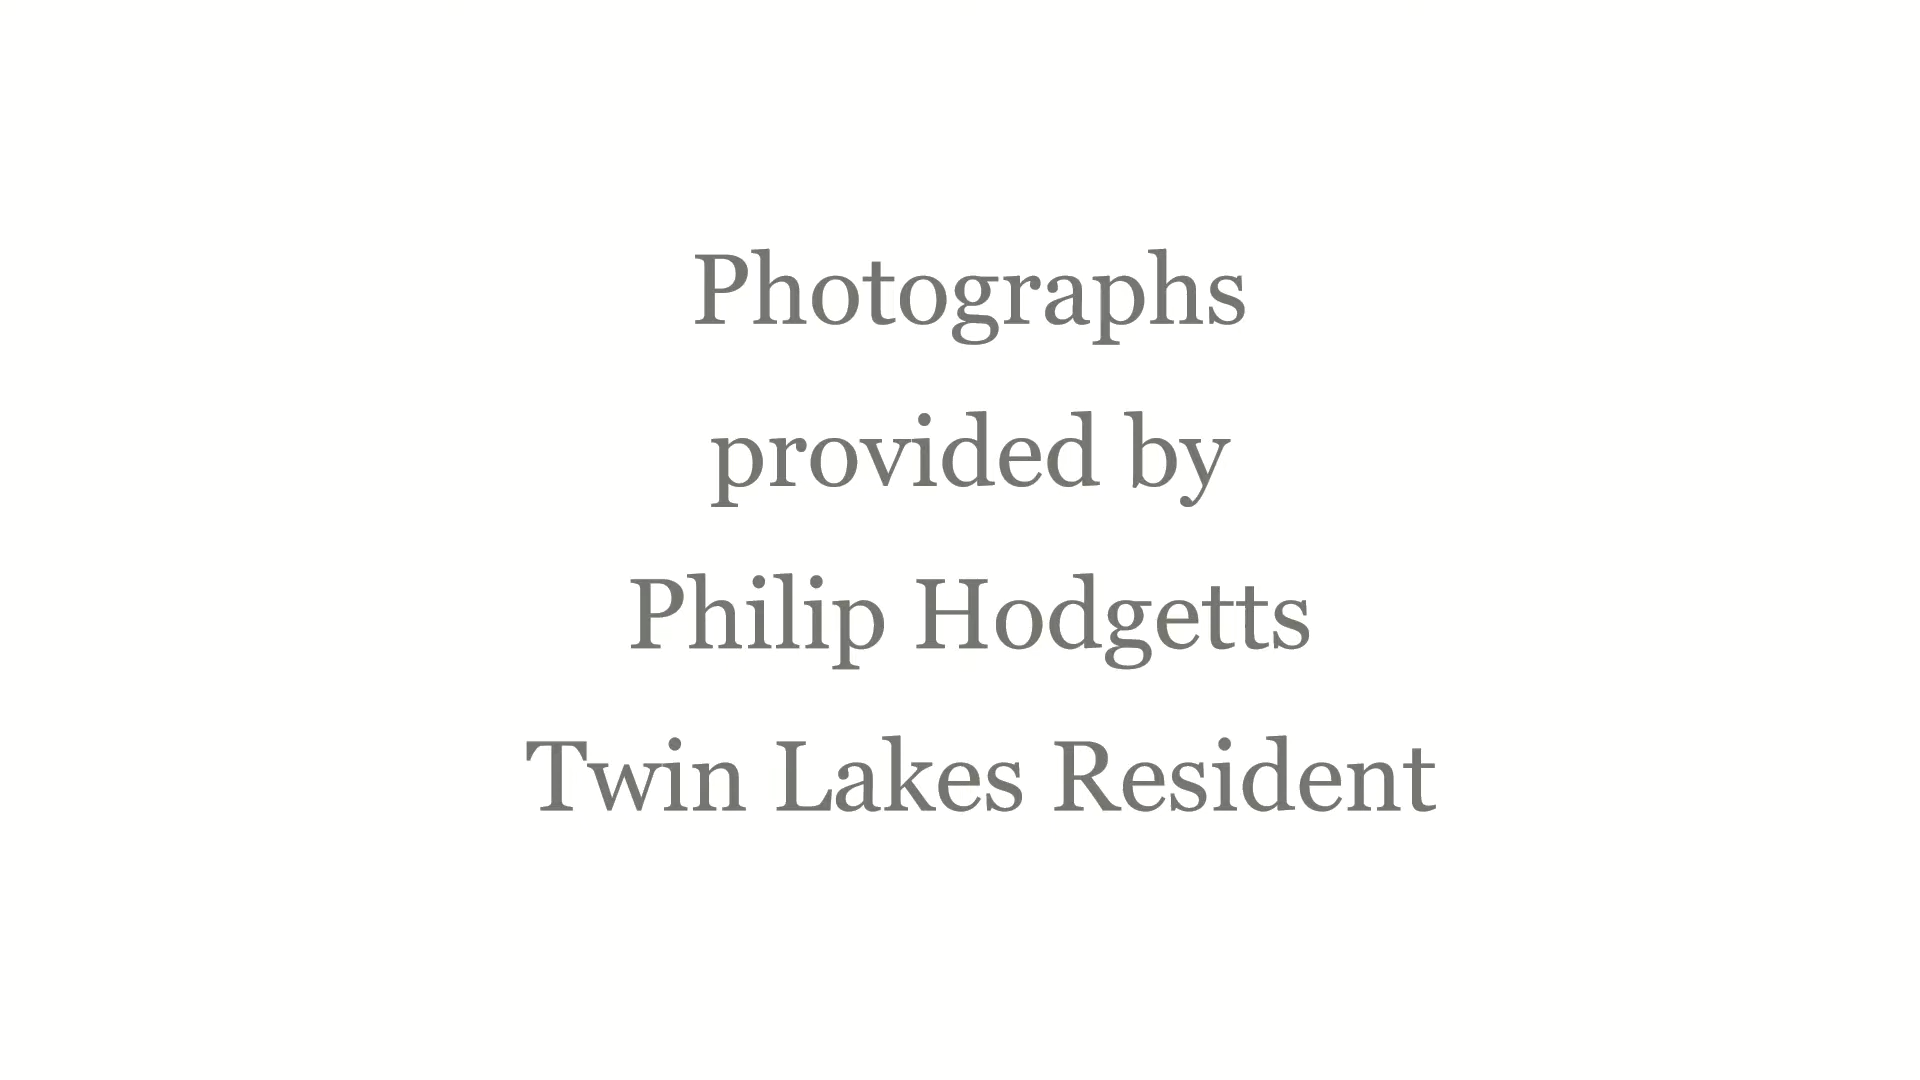 Photographs
provided by
Philip Hodgetts
Twin Lakes Resident